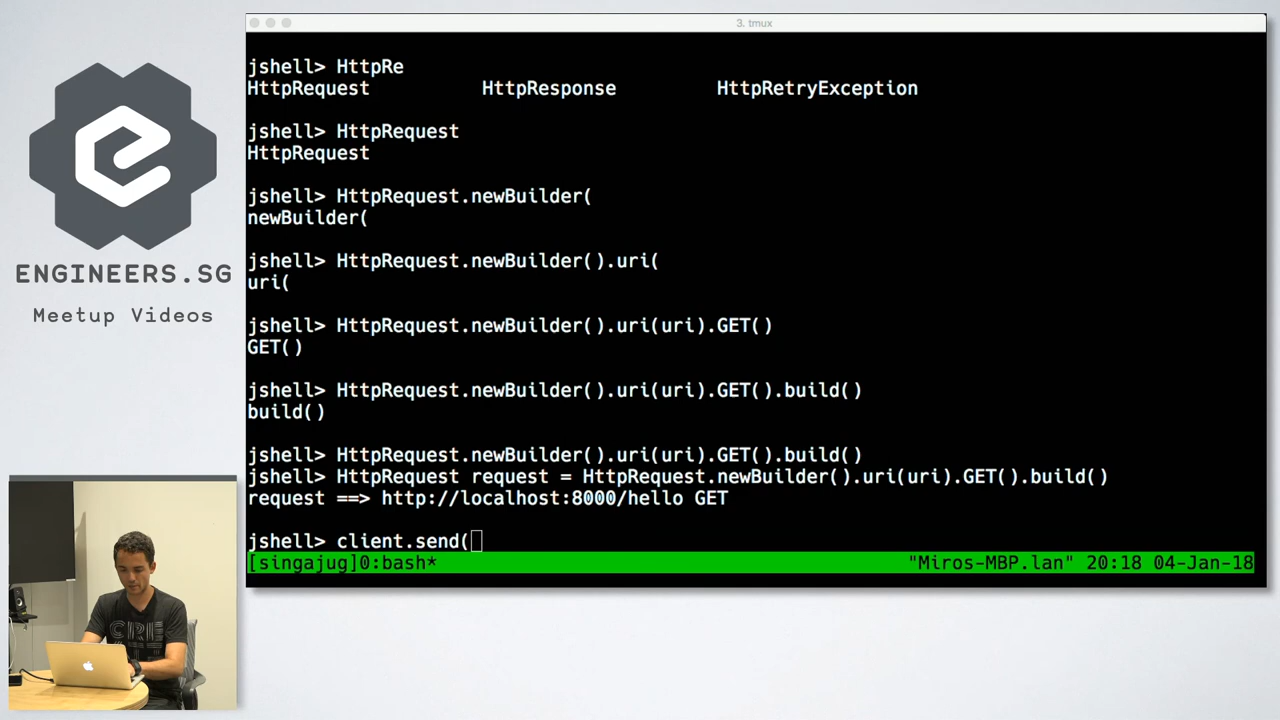 3. tmux
jshell> HttpRe
HttpRequest HttpResponse HttpRetryException
jshell> HttpRequest
HttpRequest
jshell> HttpRequest.newBuilder(
newBuilder(
jshell> HttpRequest.newBuilder().uri(
uri(
jshell> HttpRequest.newBuilder().uri(uri).GET()
GET()
jshell> HttpRequest.newBuilder().uri(uri).GET().build()
build()
jshell> HttpRequest.newBuilder().uri(uri).GET().build()
jshell> HttpRequest request = HttpRequest.newBuilder().uri(uri).GET().build()
request ==> http://localhost:8000/hello GET
jshell> client.send(
[singajug]0:bash* "Miros-MBP.lan" 20:18 04-Jan-18
ENGINEERS.SG
Meetup Videos
CRE